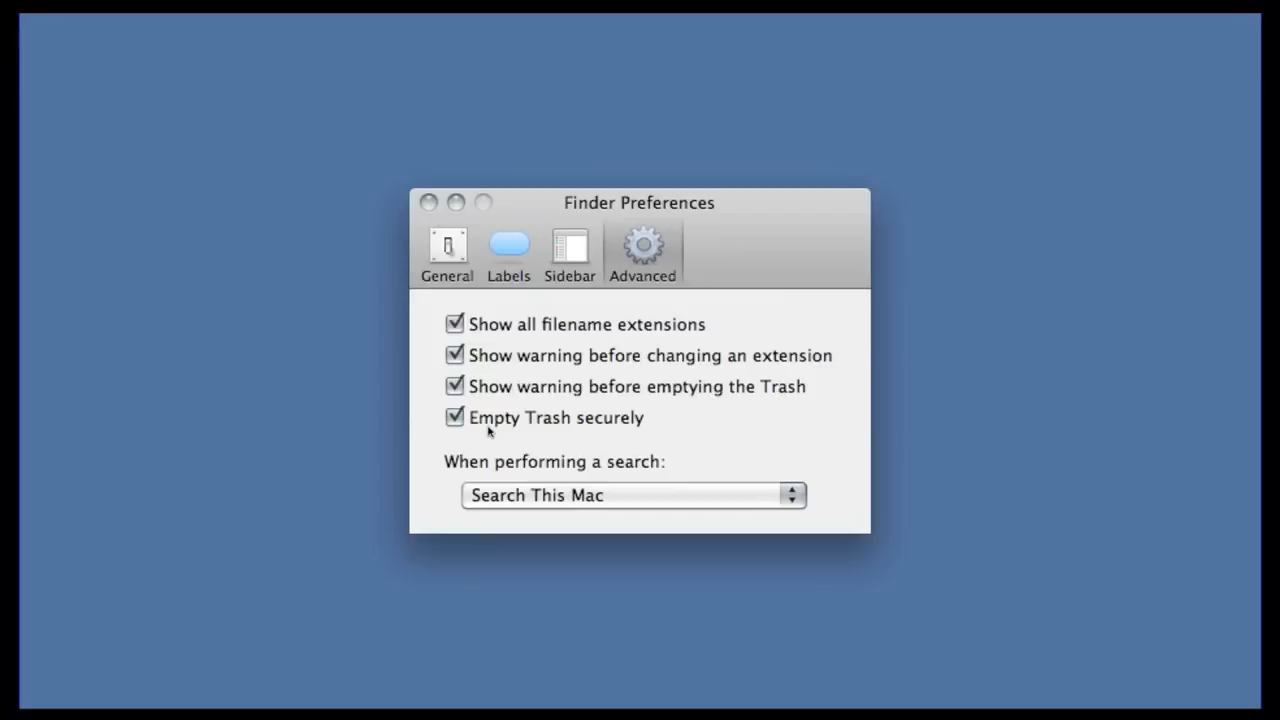 Finder Preferences
General Labels Sidebar Advanced
Show all filename extensions
Show warning before changing an extension
Show warning before emptying the Trash
Empty Trash securely
When performing a search:
Search This Mac